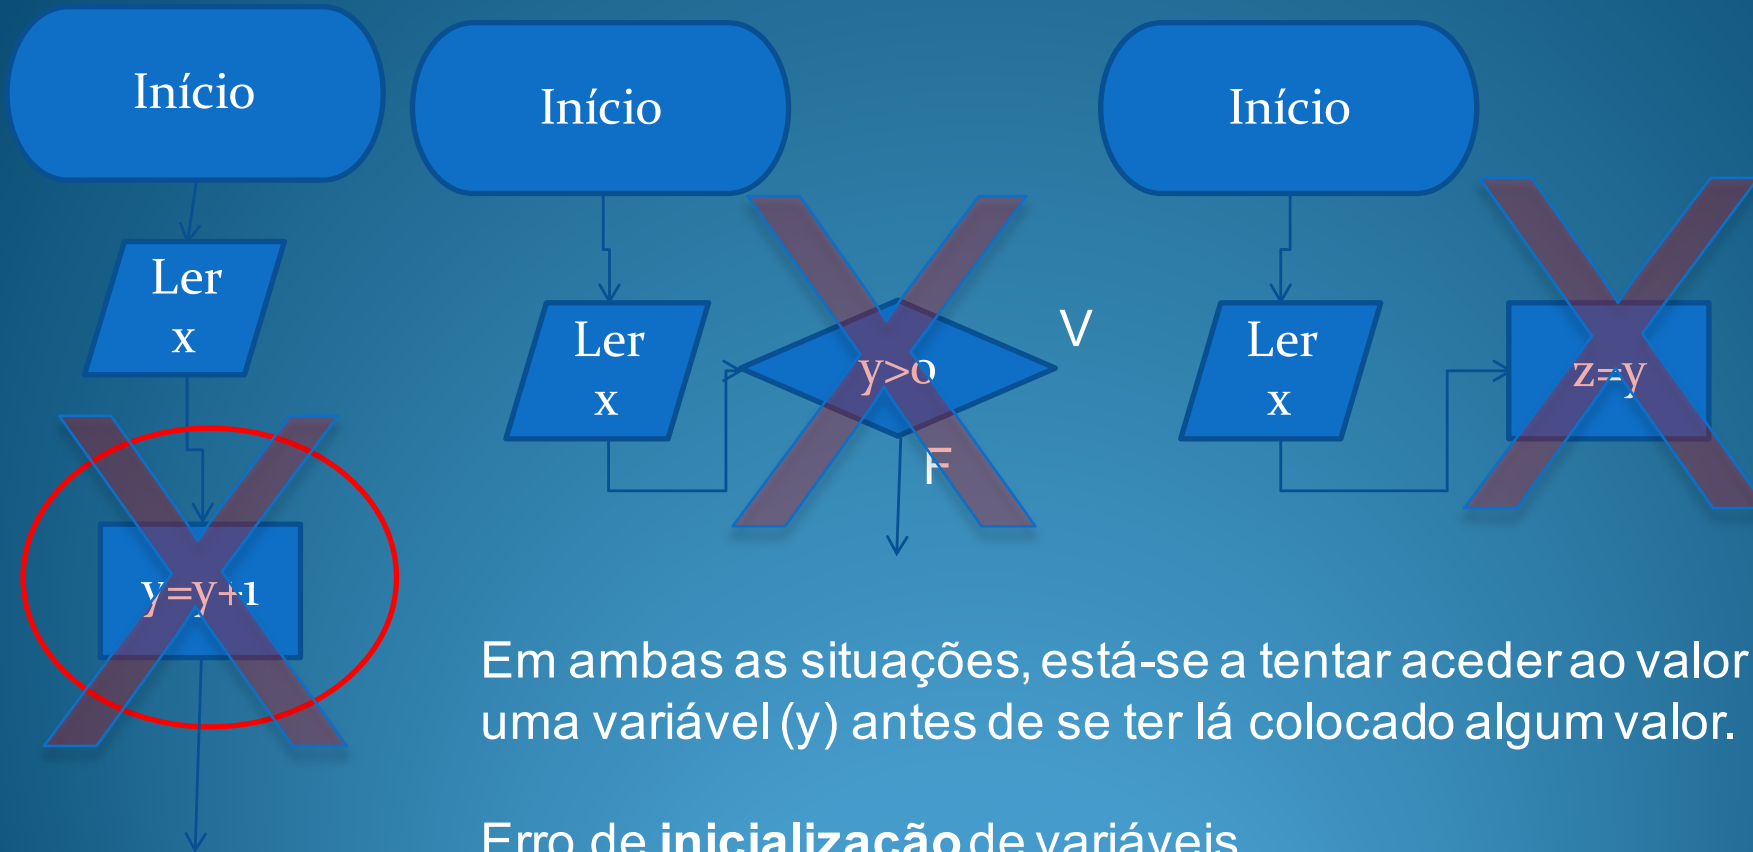 Início
Ler
x
y=y+1
Início
Ler
x
y>0
V
F
Início
Ler
x
z=y
Em ambas as situações, está-se a tentar aceder ao valor
uma variável (y) antes de se ter lá colocado algum valor.
Erro de inicialização de variáveis